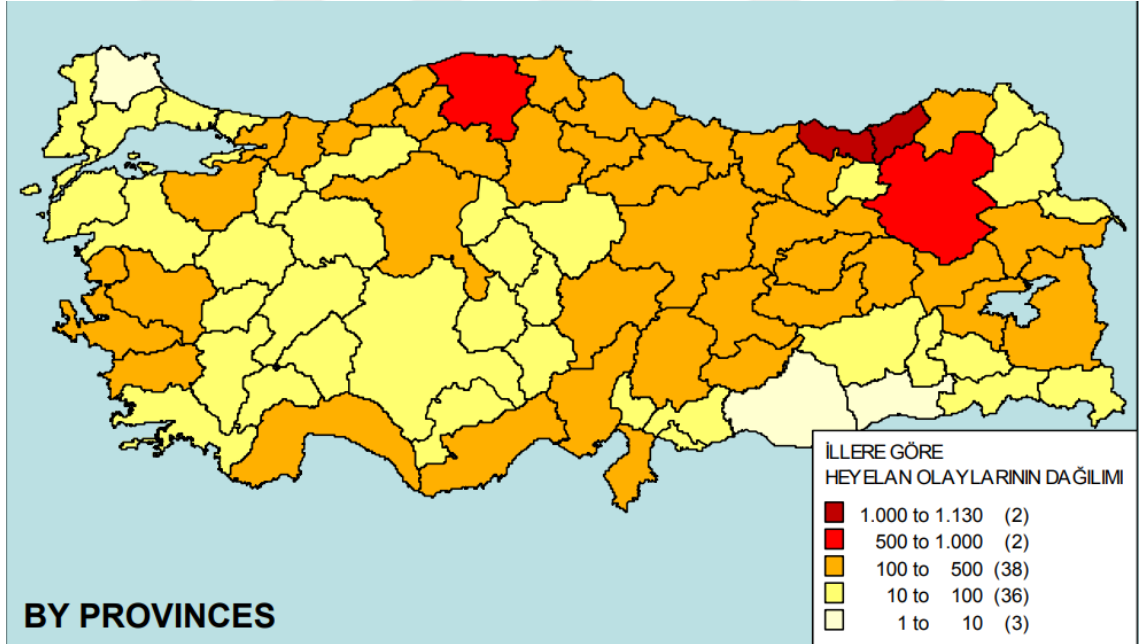 İLLERE GÖRE
HEYELAN OLAYLARININ DAĞILIMI
1.000 to 1.130 (2)
500 to 1.000 (2)
100 to 500 (38)
10 to 100 (36)
1 to 10 (3)
BY PROVINCES